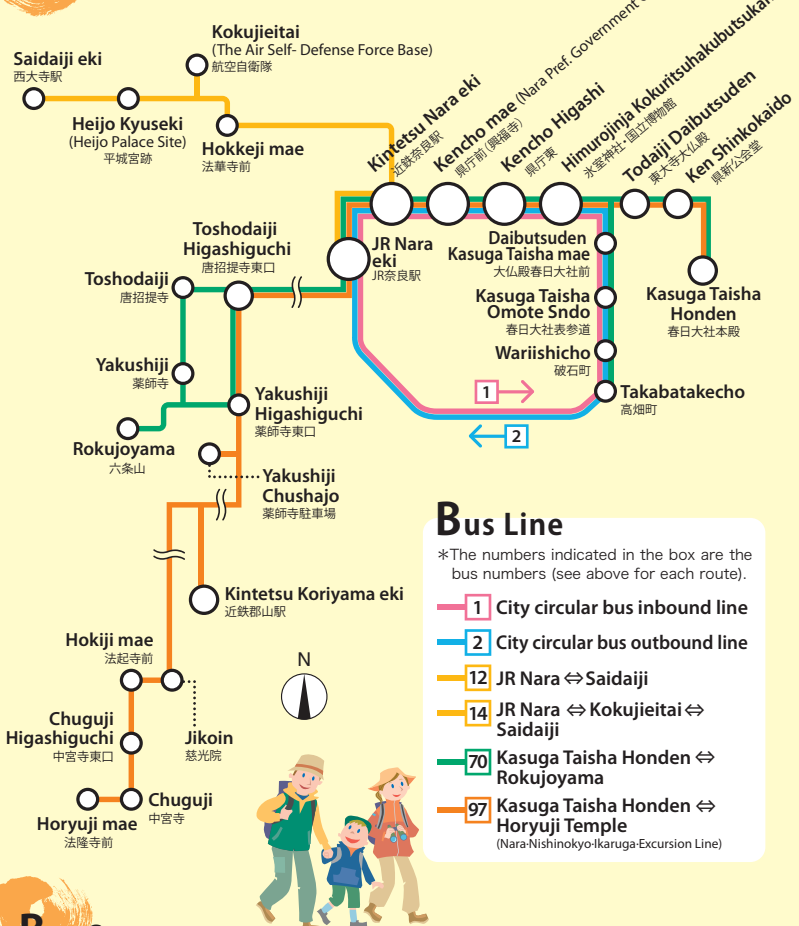 Kokujieitai
(The Air Self- Defense Force Base)
航空自衛隊
Saidaiji eki
西大寺駅
Heijo Kyuseki
(Heijo Palace Site)
平城宮跡
Hokkeji mae
法華寺前
Kintetsu Nara eki
近鉄奈良駅
Kencho mae (Nara Pref. Government
県庁前(興福寺)
Kencho Higashi
県庁東
Himurojinja Kokuritsuhakubutsukan
氷室神社・国立博物館
Todaiji Daibutsuden
東大寺大仏殿
Ken Shinkokaido
県新公会堂
JR Nara
eki
JR奈良駅
Daibutsuden
Kasuga Taisha mae
大仏殿春日大社前
Kasuga Taisha
Omote Sndo
春日大社表参道
Wariishicho
破石町
Takabatakecho
高畑町
Kasuga Taisha
Honden
春日大社本殿
1
2
Toshodaiji
Higashiguchi
唐招提寺東口
Toshodaiji
唐招提寺
Yakushiji
薬師寺
Rokujoyama
六条山
Yakushiji
Higashiguchi
薬師寺東口
Yakushiji
Chushajo
薬師寺駐車場
Kintetsu Koriyama eki
近鉄郡山駅
Hokiji mae
法起寺前
Jikoin
慈光院
Chuguji
Higashiguchi
中宮寺東口
Chuguji
中宮寺
Horyuji mae
法隆寺前
N
Bus Line
*The numbers indicated in the box are the
bus numbers (see above for each route).
1 City circular bus inbound line
2 City circular bus outbound line
12 JR Nara ⇔ Saidaiji
14 JR Nara ⇔ Kokujieitai ⇔
Saidaiji
70 Kasuga Taisha Honden ⇔
Rokujoyama
97 Kasuga Taisha Honden ⇔
Horyuji Temple
(Nara·Nishinokyo·Ikaruga·Excursion Line)